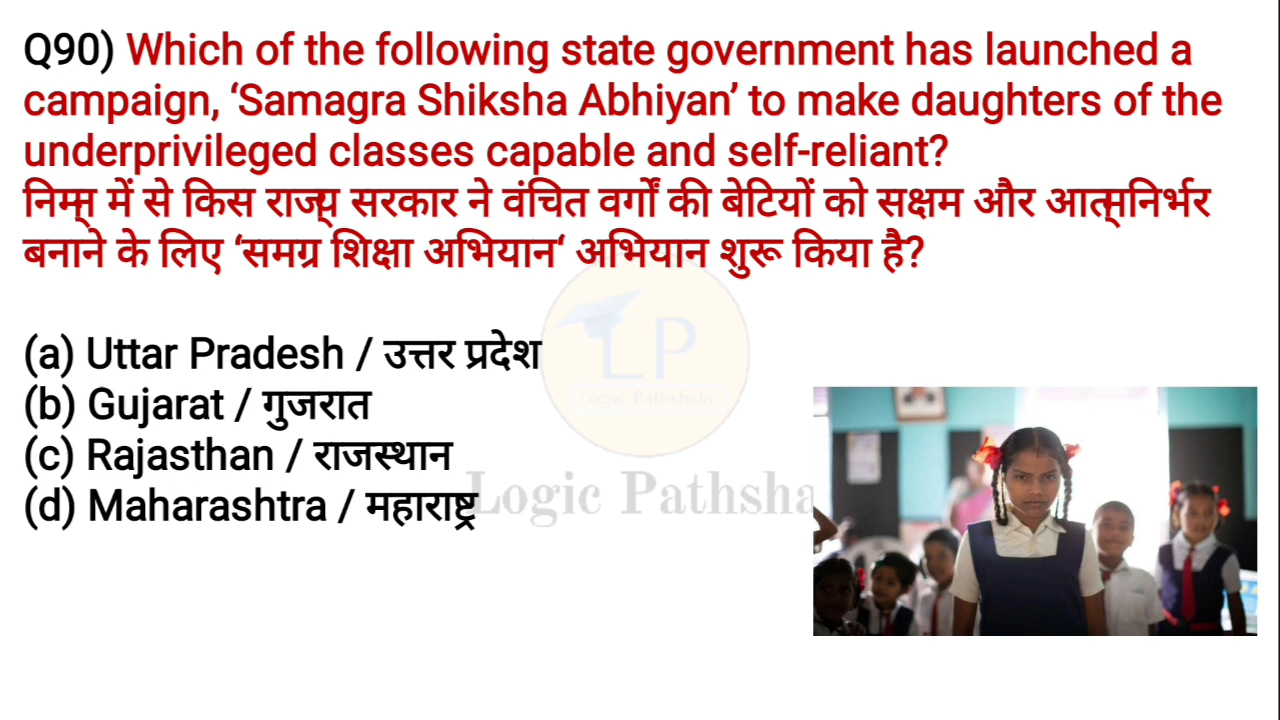 Q90) Which of the following state government has launched a
campaign, ‘Samagra Shiksha Abhiyan’ to make daughters of the
underprivileged classes capable and self-reliant?
निम्न में से किस राज्य सरकार ने वंचित वर्गों की बेटियों को सक्षम और आत्मनिर्भर
बनाने के लिए ‘समग्र शिक्षा अभियान‘ अभियान शुरू किया है?
(a) Uttar Pradesh / उत्तर प्रदेश
(b) Gujarat / गुजरात
(c) Rajasthan / राजस्थान
(d) Maharashtra / महाराष्ट्र
LP
Logic Pathshala
Logic Pathsha